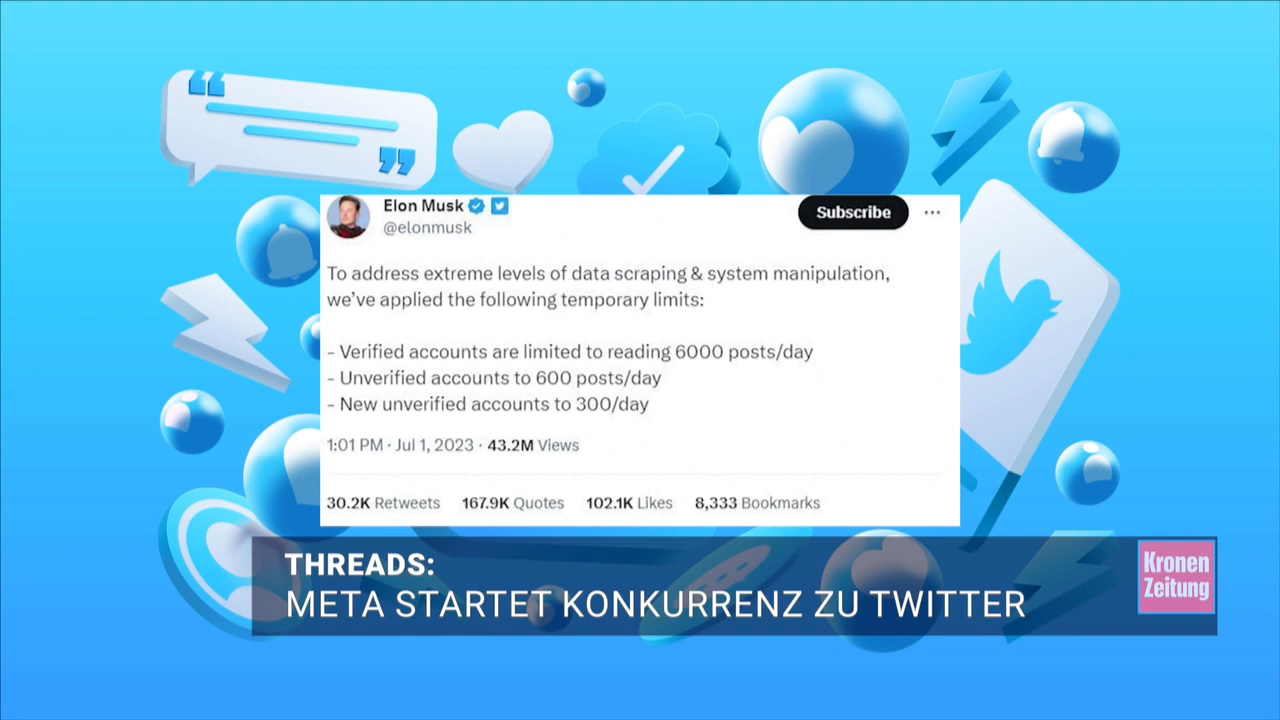 Elon Musk
Subscribe ...
@elonmusk
To address extreme levels of data scraping & system manipulation,
we've applied the following temporary limits:
- Verified accounts are limited to reading 6000 posts/day
- Unverified accounts to 600 posts/day
- New unverified accounts to 300/day
1:01 PM · Jul 1, 2023 · 43.2M Views
30.2K Retweets 167.9K Quotes 102.1K Likes 8,333 Bookmarks
THREADS:
META STARTET KONKURRENZ ZU TWITTER
Kronen
Zeitung